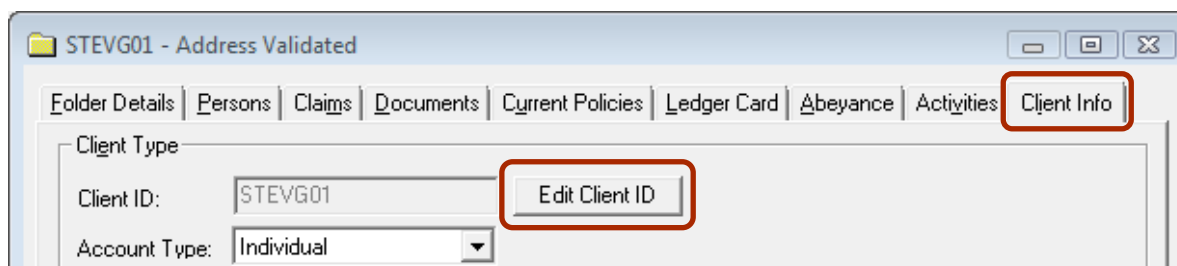 STEVG01 - Address Validated
Folder Details Persons Claims Documents Current Policies Ledger Card Abeyance Activities Client Info
Client Type
Client ID: STEVG01 Edit Client ID
Account Type: Individual